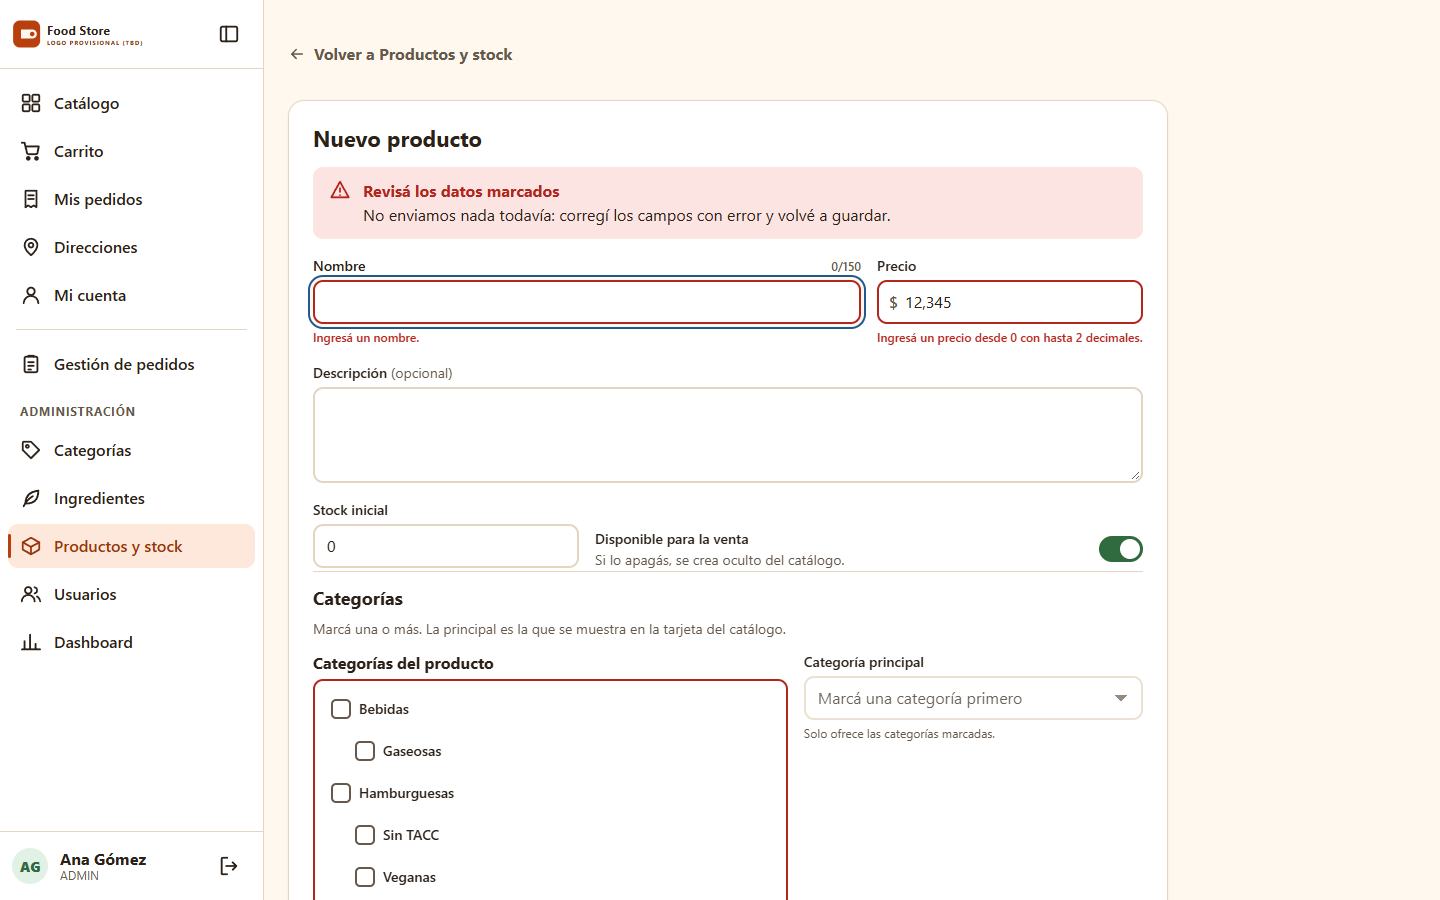 Food Store
LOGO PROVISIONAL (TBD)
Catálogo
Carrito
Mis pedidos
Direcciones
Mi cuenta
Gestión de pedidos
ADMINISTRACIÓN
Categorías
Ingredientes
Productos y stock
Usuarios
Dashboard
AG
Ana Gómez
ADMIN
Volver a Productos y stock
Nuevo producto
Revisá los datos marcados
No enviamos nada todavía: corregí los campos con error y volvé a guardar.
Nombre 0/150
Ingresá un nombre.
Precio
$ 12,345
Ingresá un precio desde 0 con hasta 2 decimales.
Descripción (opcional)
Stock inicial
0
Disponible para la venta
Si lo apagás, se crea oculto del catálogo.
Categorías
Marcá una o más. La principal es la que se muestra en la tarjeta del catálogo.
Categorías del producto
Bebidas
Gaseosas
Hamburguesas
Sin TACC
Veganas
Categoría principal
Marcá una categoría primero
Solo ofrece las categorías marcadas.